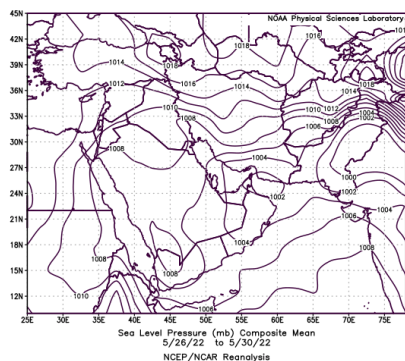 NOAA Physical Sciences Laboratory
45N
42N
39N
36N
33N
30N
27N
24N
21N
18N
15N
12N
1018
1016
1014
1018
1014
1016
1012
1014
1010
1008
1010
1012
1006
1008
1004
1002
1008
1004
1000
1002
1002
1004
1006
1004
1008
1006
1008
1010
1006
25E 30E 35E 40E 45E 50E 55E 60E 65E 70E 75E
Sea Level Pressure (mb) Composite Mean
5/26/22 to 5/30/22
NCEP/NCAR Reanalysis